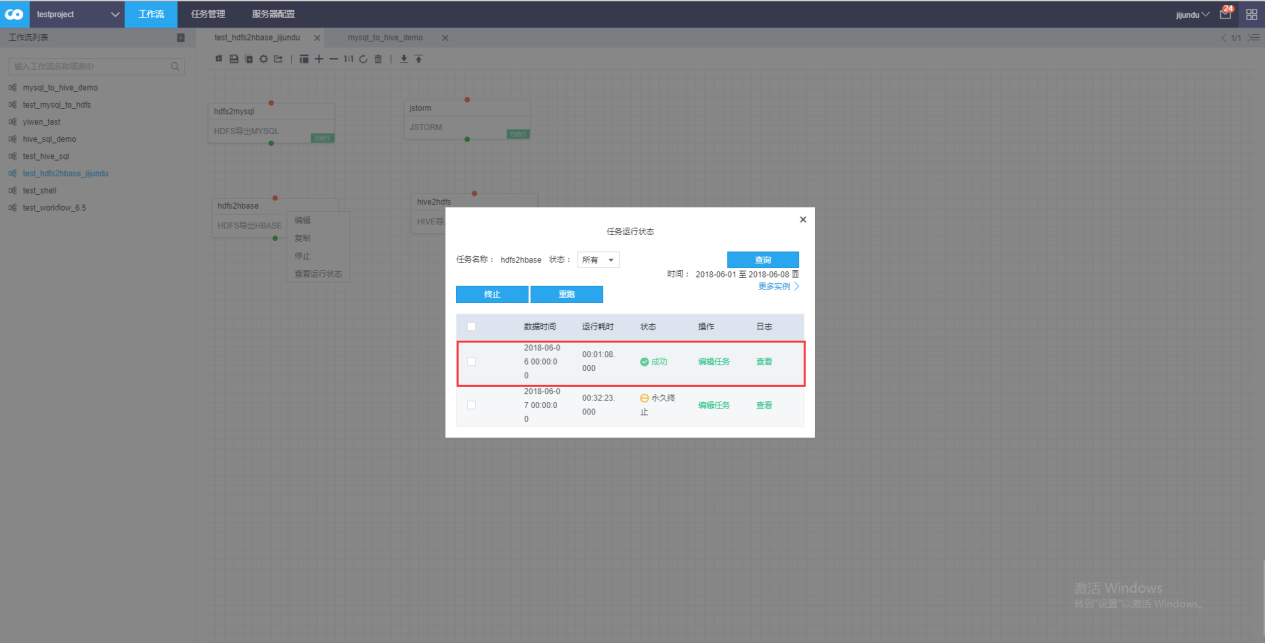 testproject
工作流
任务管理
服务器配置
jijundu
24
工作流列表
test_hdfs2hbase_jijundu
mysql_to_hive_demo
1/1
输入工作流名称或者ID
1:1
mysql_to_hive_demo
test_mysql_to_hdfs
yiwen_test
hive_sql_demo
test_hive_sql
test_hdfs2hbase_jijundu
test_shell
test_workflow_6.5
hdfs2mysql
HDFS导出MYSQL
jstorm
JSTORM
hdfs2hbase
HDFS导出HBASE
编辑
复制
停止
查看运行状态
hive2hdfs
HIVE导
任务运行状态
任务名称： hdfs2hbase 状态： 所有
查询
时间： 2018-06-01 至 2018-06-08
更多实例
终止
重跑
数据时间 运行耗时 状态 操作 日志
2018-06-0
6 00:00:0
0
00:01:08.
000
成功
编辑任务
查看
2018-06-0
7 00:00:0
0
00:32:23.
000
永久终
止
编辑任务
查看
激活 Windows
转到"设置"以激活 Windows。